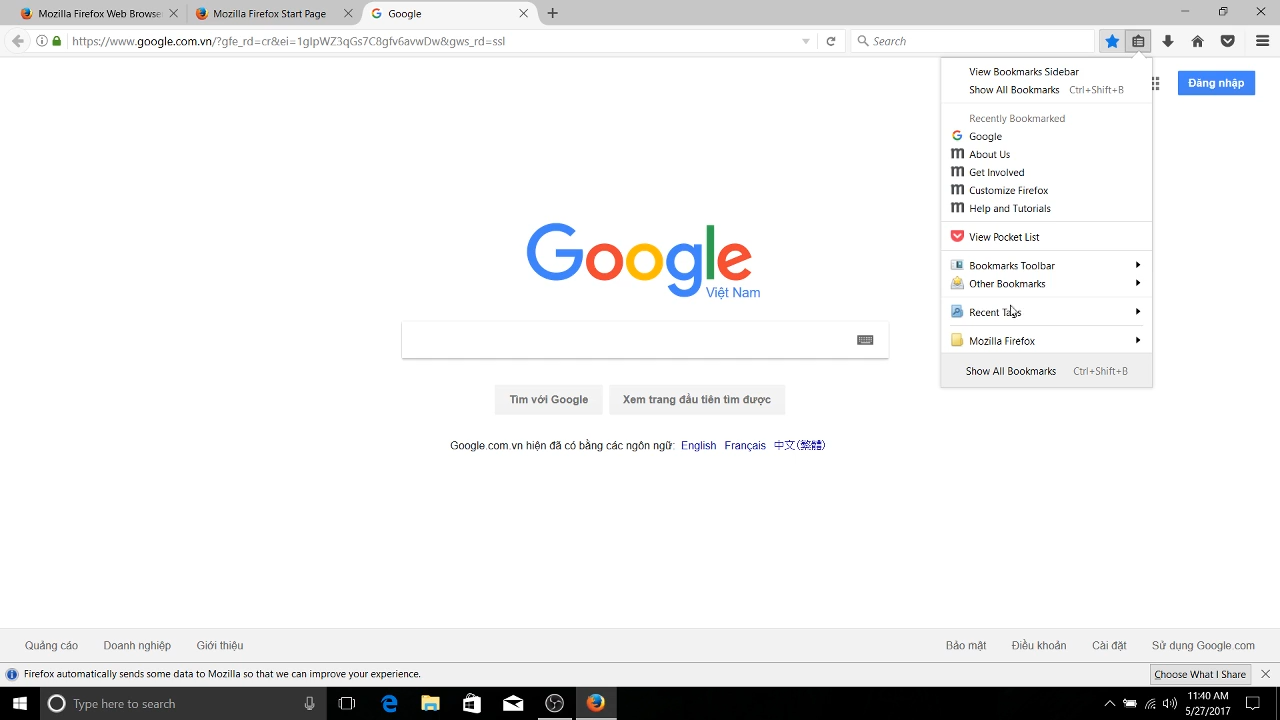 Mozilla Firefox Web Browse
Mozilla Firefox Start Page
Google
https://www.google.com.vn/?gfe_rd=cr&ei=1gIpWZ3qGs7C8gfv6avwDw&gws_rd=ssl
Search
View Bookmarks Sidebar
Show All Bookmarks Ctrl+Shift+B
Recently Bookmarked
Google
About Us
Get Involved
Customize Firefox
Help and Tutorials
View Pocket List
Bookmarks Toolbar
Other Bookmarks
Recent Tags
Mozilla Firefox
Show All Bookmarks Ctrl+Shift+B
Đăng nhập
Google
Việt Nam
Tìm với Google
Xem trang đầu tiên tìm được
Google.com.vn hiện đã có bằng các ngôn ngữ: English Français 中文(繁體)
Quảng cáo Doanh nghiệp Giới thiệu
Bảo mật Điều khoản Cài đặt Sử dụng Google.com
Firefox automatically sends some data to Mozilla so that we can improve your experience.
Choose What I Share
Type here to search
11:40 AM
5/27/2017